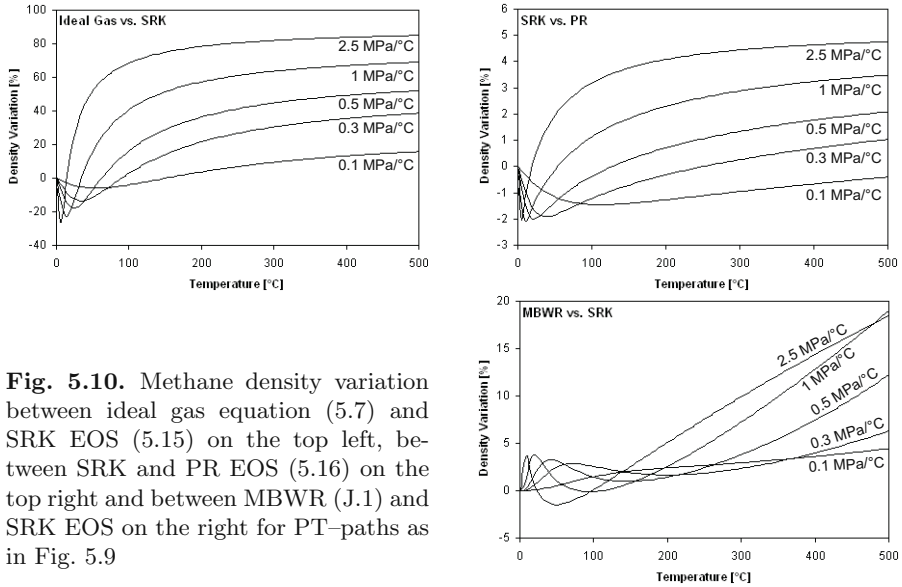 Ideal Gas vs. SRK
100
80
60
40
20
0
-20
-40
Density Variation [%]
2.5 MPa/°C
1 MPa/°C
0.5 MPa/°C
0.3 MPa/°C
0.1 MPa/°C
0 100 200 300 400 500
Temperature [°C]
SRK vs. PR
6
5
4
3
2
1
0
-1
-2
-3
Density Variation [%]
2.5 MPa/°C
1 MPa/°C
0.5 MPa/°C
0.3 MPa/°C
0.1 MPa/°C
0 100 200 300 400 500
Temperature [°C]
MBWR vs. SRK
20
15
10
5
0
-5
Density Variation [%]
2.5 MPa/°C
1 MPa/°C
0.5 MPa/°C
0.3 MPa/°C
0.1 MPa/°C
0 100 200 300 400 500
Temperature [°C]
Fig. 5.10. Methane density variation
between ideal gas equation (5.7) and
SRK EOS (5.15) on the top left, be-
tween SRK and PR EOS (5.16) on the
top right and between MBWR (J.1) and
SRK EOS on the right for PT–paths as
in Fig. 5.9